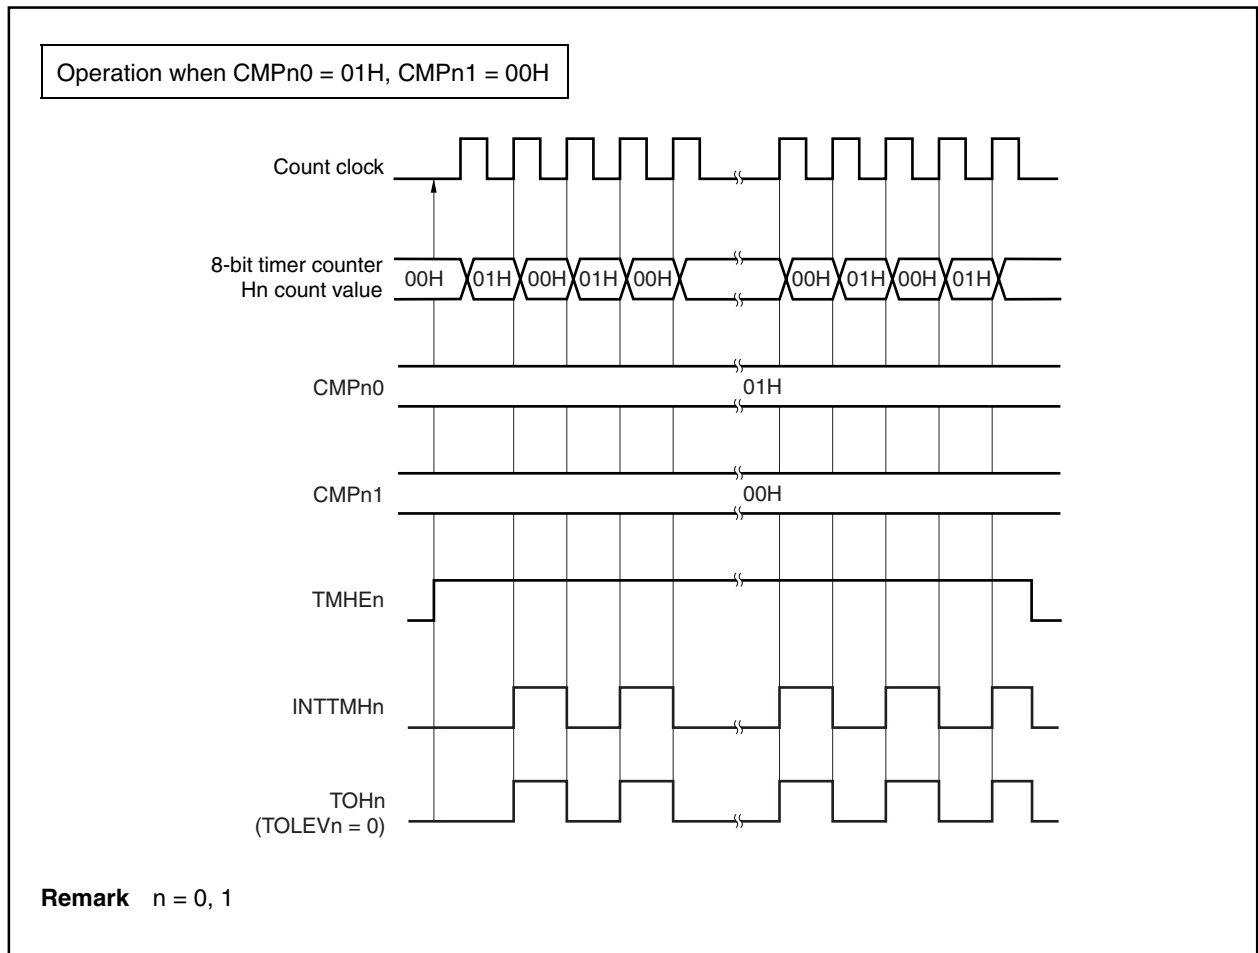 Operation when CMPn0 = 01H, CMPn1 = 00H
Count clock
8-bit timer counter
Hn count value
00H 01H 00H 01H 00H 00H 01H 00H 01H
CMPn0
01H
CMPn1
00H
TMHEn
INTTMHn
TOHn
(TOLEVn = 0)
Remark n = 0, 1